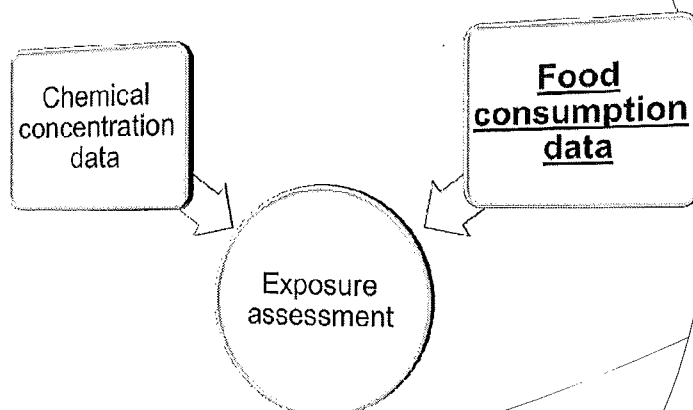 Chemical
concentration
data
Food
consumption
data
Exposure
assessment